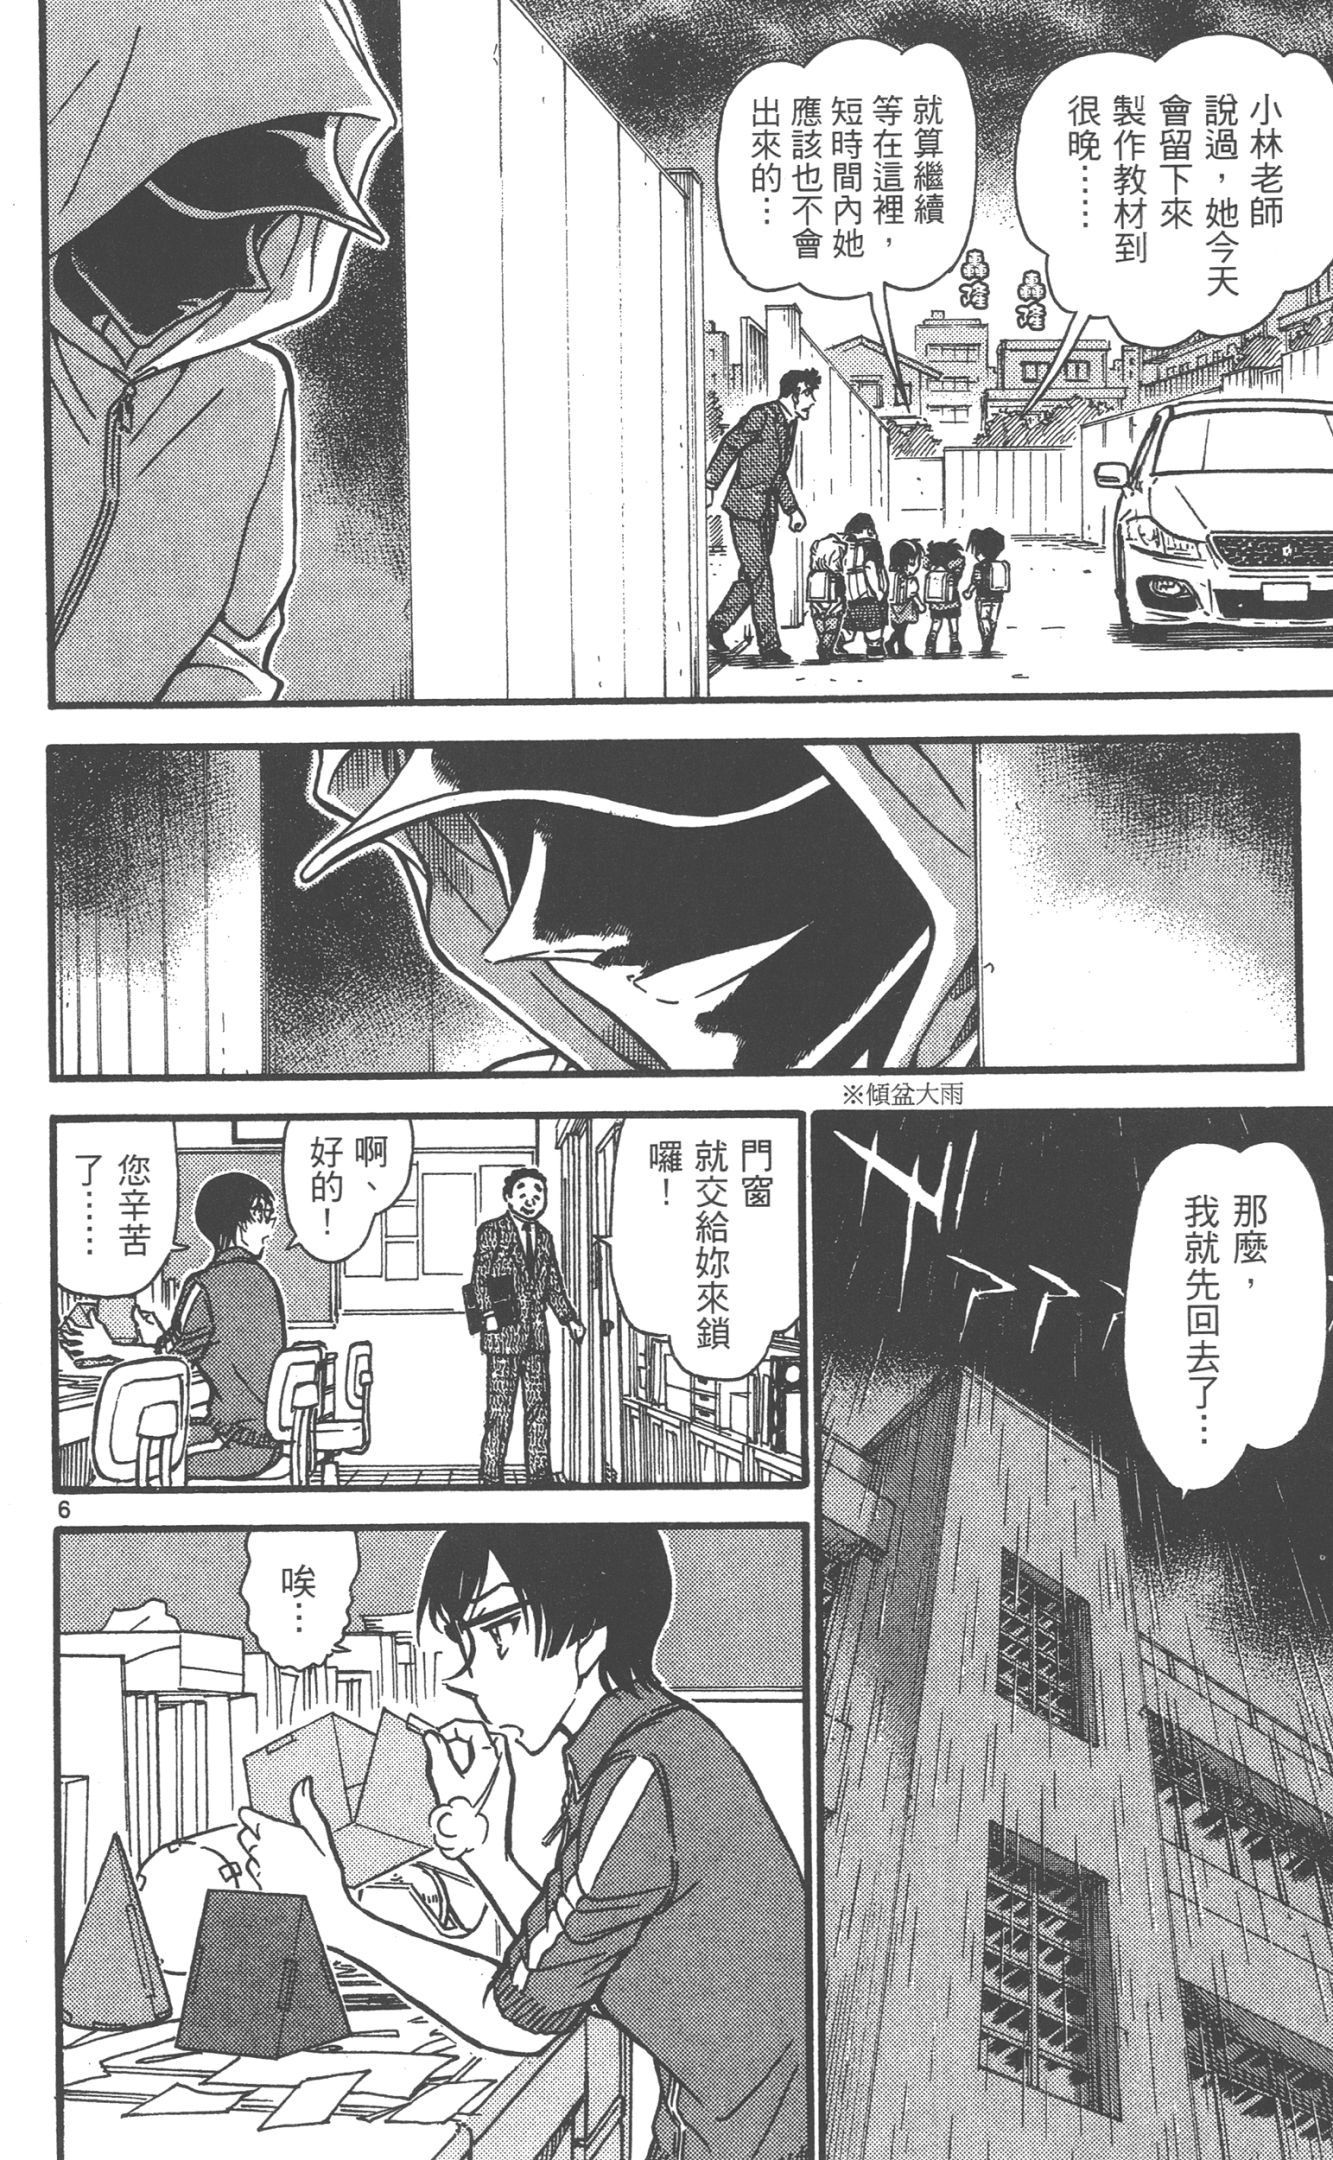 小林老師
說過，她今天
會留下來
製作教材到
很晚……
就算繼續
等在這裡，
短時間內她
應該也不會
出來的…
轟隆
轟隆
※傾盆大雨
那麼，
我就先回去了…
門窗
就交給妳來鎖
囉！
啊、
好的！
您辛苦
了……
6
唉…